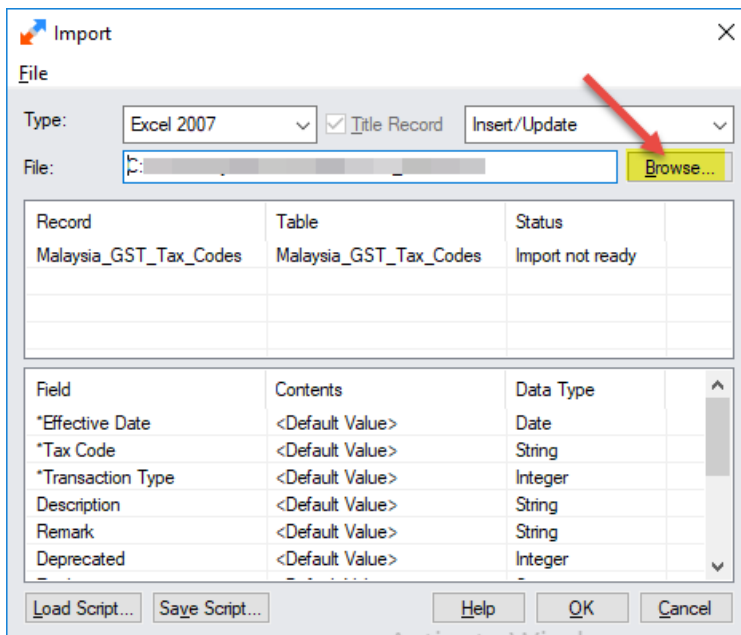 Import
File
Type: Excel 2007 Title Record Insert/Update
File: C: Browse...
Record Table Status
Malaysia_GST_Tax_Codes Malaysia_GST_Tax_Codes Import not ready
Field Contents Data Type
*Effective Date <Default Value> Date
*Tax Code <Default Value> String
*Transaction Type <Default Value> Integer
Description <Default Value> String
Remark <Default Value> String
Deprecated <Default Value> Integer
Load Script... Save Script... Help OK Cancel